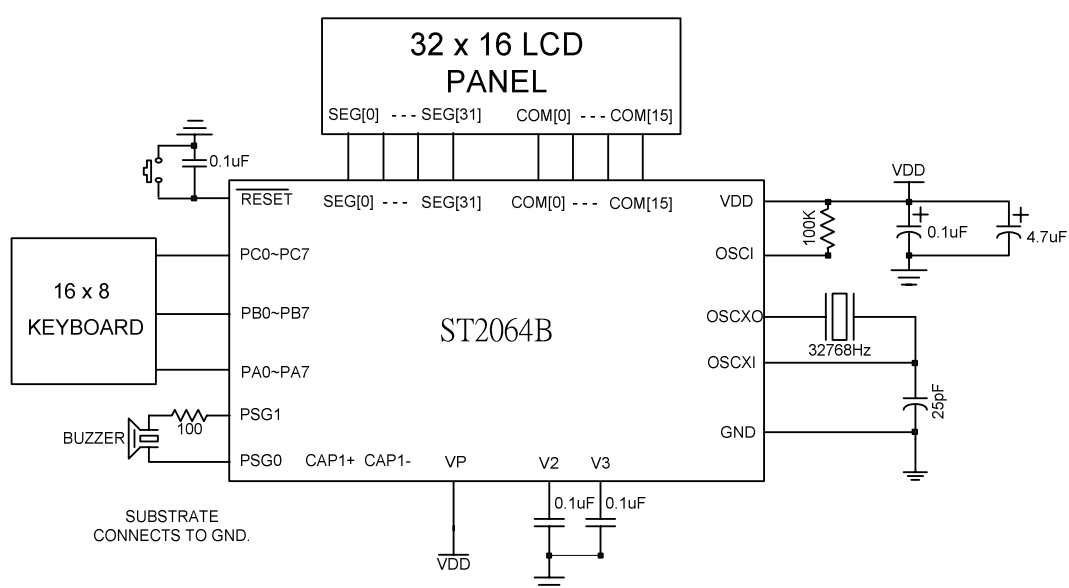 32 x 16 LCD
PANEL
SEG[0] - - - SEG[31] COM[0] - - - COM[15]
0.1uF
RESET
SEG[0] - - - SEG[31] COM[0] - - - COM[15]
VDD
VDD
100K
0.1uF
4.7uF
PC0~PC7
OSCI
16 x 8
KEYBOARD
PB0~PB7
ST2064B
OSCXO
32768Hz
OSCXI
PA0~PA7
25pF
PSG1
100
BUZZER
GND
PSG0
CAP1+ CAP1- VP V2 V3
0.1uF 0.1uF
SUBSTRATE
CONNECTS TO GND.
VDD